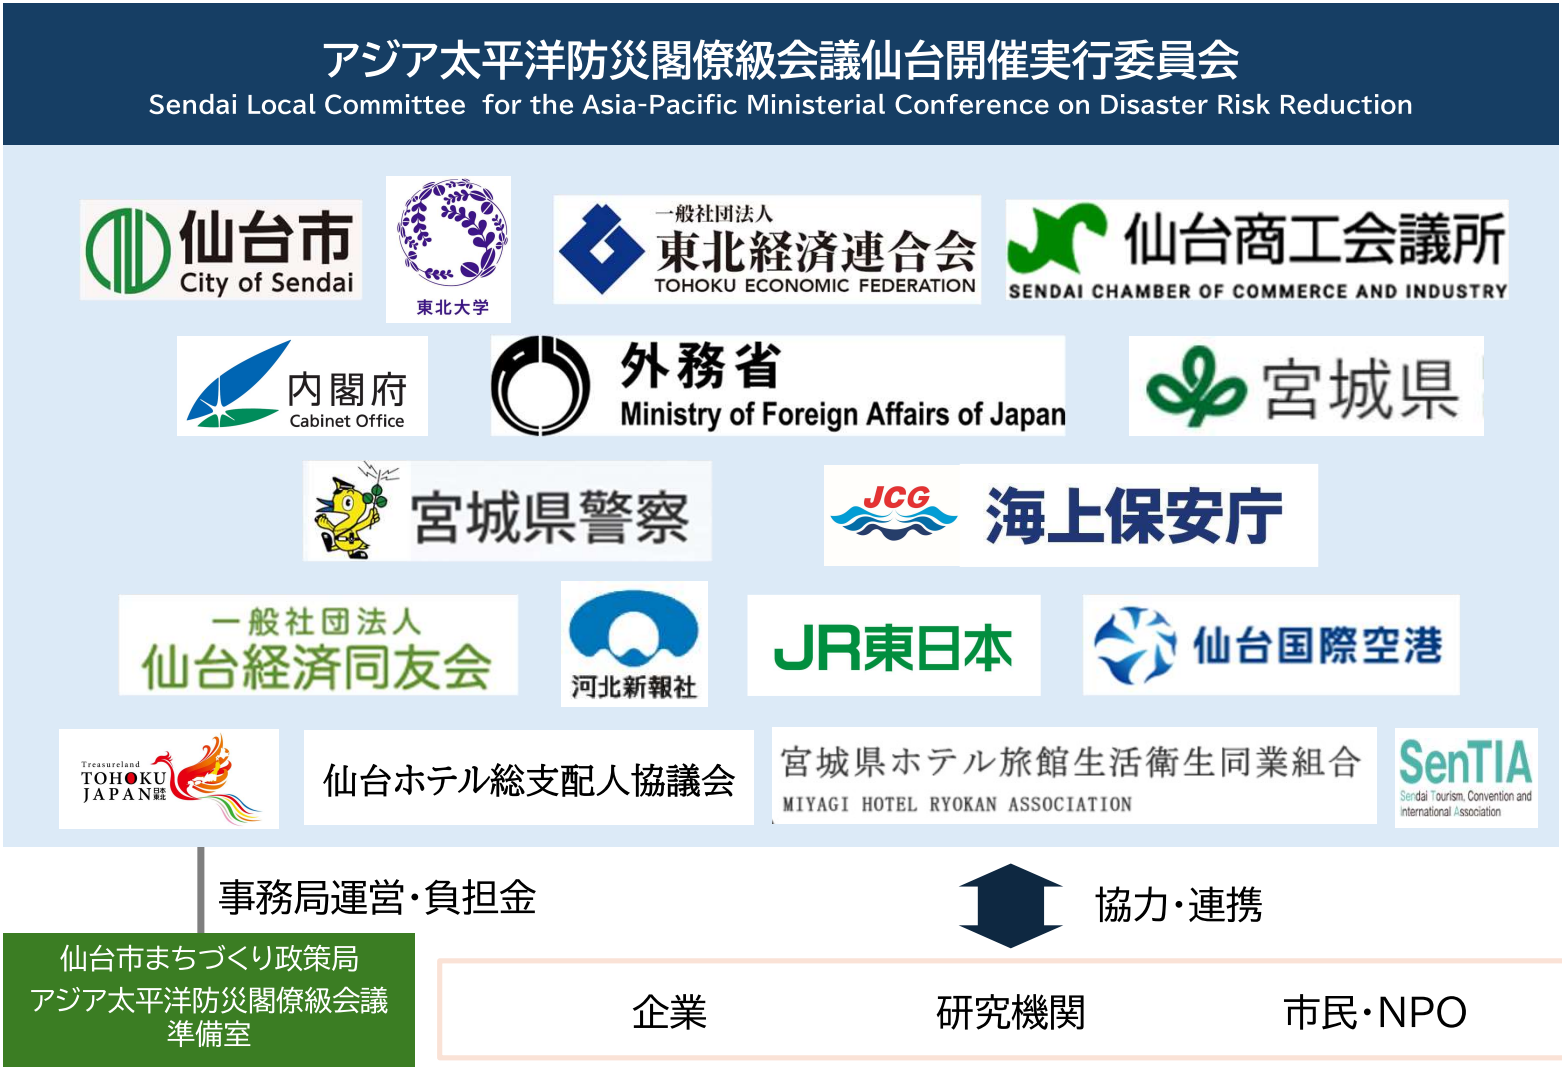 アジア太平洋防災閣僚級会議仙台開催実行委員会
Sendai Local Committee for the Asia-Pacific Ministerial Conference on Disaster Risk Reduction
仙台市
City of Sendai
東北大学
一般社団法人
東北経済連合会
TOHOKU ECONOMIC FEDERATION
仙台商工会議所
SENDAI CHAMBER OF COMMERCE AND INDUSTRY
内閣府
Cabinet Office
外務省
Ministry of Foreign Affairs of Japan
宮城県
宮城県警察
JCG
海上保安庁
一般社団法人
仙台経済同友会
河北新報社
JR東日本
仙台国際空港
Treasureland
TOHOKU
JAPAN 日本東北
仙台ホテル総支配人協議会
宮城県ホテル旅館生活衛生同業組合
MIYAGI HOTEL RYOKAN ASSOCIATION
SenTIA
Sendai Tourism, Convention and
International Association
事務局運営・負担金
協力・連携
仙台市まちづくり政策局
アジア太平洋防災閣僚級会議
準備室
企業
研究機関
市民・NPO